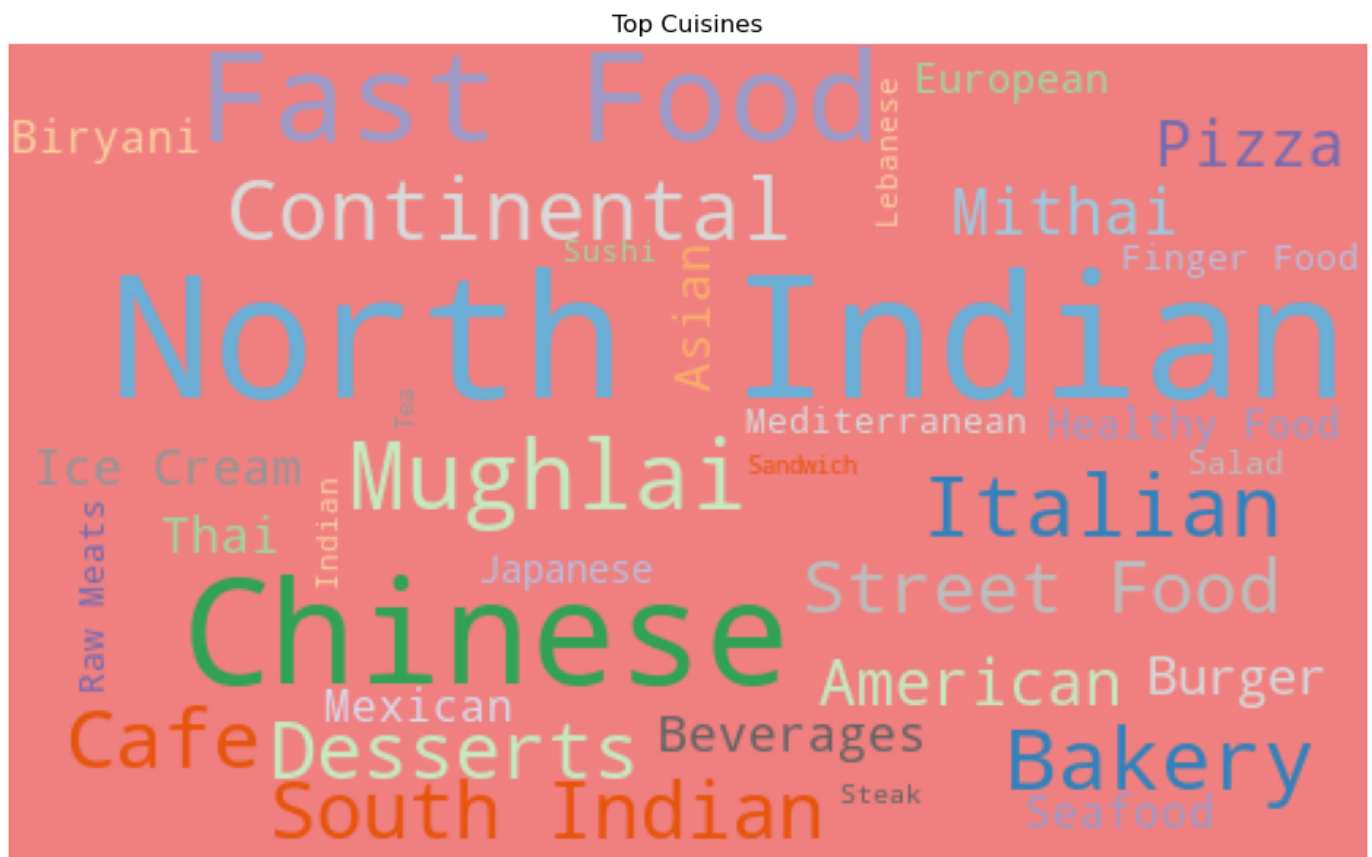 Top Cuisines
Fast Food
European
Lebanese
Biryani
Pizza
Continental
Mithai
Sushi
Asian
Finger Food
North Indian
Tea
Mediterranean
Healthy Food
Ice Cream
Mughlai
Sandwich
Salad
Italian
Raw Meats
Thai
Indian
Japanese
Street Food
Chinese
American
Burger
Mexican
Cafe
Desserts
Beverages
Bakery
South Indian
Steak
Seafood